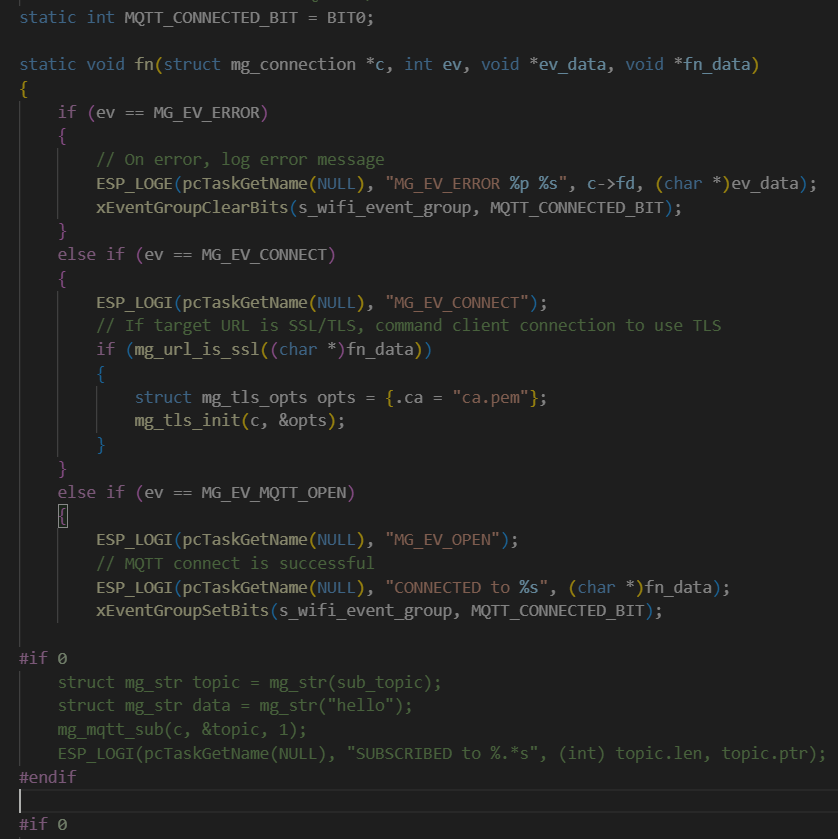 static int MQTT_CONNECTED_BIT = BIT0;

static void fn(struct mg_connection *c, int ev, void *ev_data, void *fn_data)
{
    if (ev == MG_EV_ERROR)
    {
        // On error, log error message
        ESP_LOGE(pcTaskGetName(NULL), "MG_EV_ERROR %p %s", c->fd, (char *)ev_data);
        xEventGroupClearBits(s_wifi_event_group, MQTT_CONNECTED_BIT);
    }
    else if (ev == MG_EV_CONNECT)
    {
        ESP_LOGI(pcTaskGetName(NULL), "MG_EV_CONNECT");
        // If target URL is SSL/TLS, command client connection to use TLS
        if (mg_url_is_ssl((char *)fn_data))
        {
            struct mg_tls_opts opts = {.ca = "ca.pem"};
            mg_tls_init(c, &opts);
        }
    }
    else if (ev == MG_EV_MQTT_OPEN)
    {
        ESP_LOGI(pcTaskGetName(NULL), "MG_EV_OPEN");
        // MQTT connect is successful
        ESP_LOGI(pcTaskGetName(NULL), "CONNECTED to %s", (char *)fn_data);
        xEventGroupSetBits(s_wifi_event_group, MQTT_CONNECTED_BIT);

#if 0
    struct mg_str topic = mg_str(sub_topic);
    struct mg_str data = mg_str("hello");
    mg_mqtt_sub(c, &topic, 1);
    ESP_LOGI(pcTaskGetName(NULL), "SUBSCRIBED to %.*s", (int) topic.len, topic.ptr);
#endif

#if 0